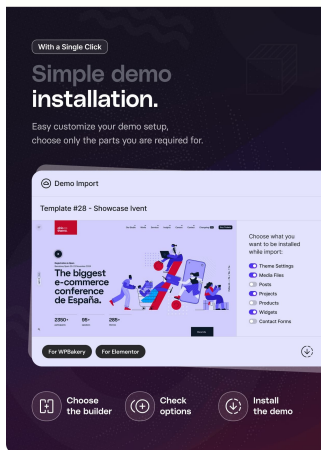 With a Single Click
Simple demo
installation.
Easy customize your demo setup,
choose only the parts you are required for.
Demo Import
Template #28 - Showcase Ivent
The biggest
e-commerce
conference
de España.
2350+ 95+ 285+
Choose what you
want to be installed
while import:
Theme Settings
Media Files
Posts
Projects
Products
Widgets
Contact Forms
For WPBakery
For Elementor
Choose
the builder
Check
options
Install
the demo